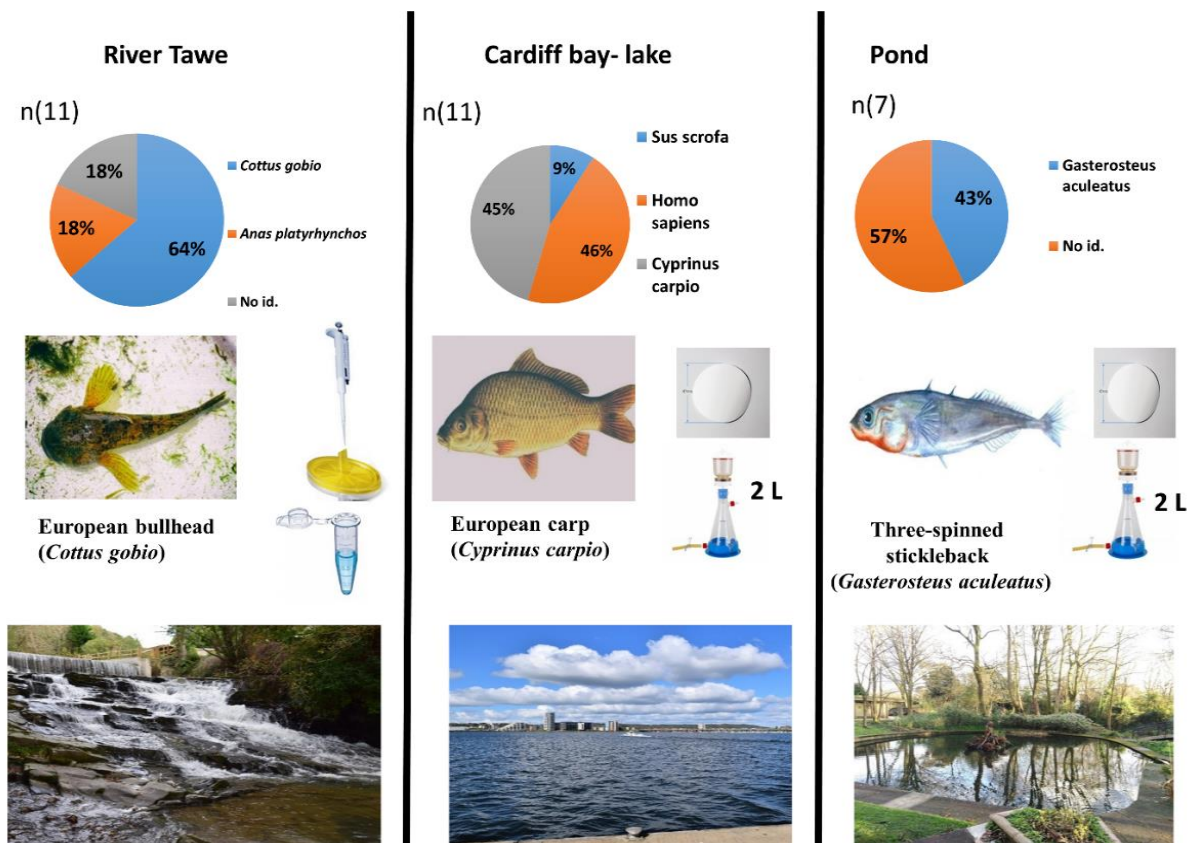 River Tawe
n(11)
18%
18%
64%
Cottus gobio
Anas platyrhynchos
No id.
European bullhead
(Cottus gobio)
Cardiff bay- lake
n(11)
9%
45%
46%
Sus scrofa
Homo
sapiens
Cyprinus
carpio
European carp
(Cyprinus carpio)
2 L
Pond
n(7)
43%
57%
Gasterosteus
aculeatus
No id.
Three-spinned
stickleback
(Gasterosteus aculeatus)
2 L